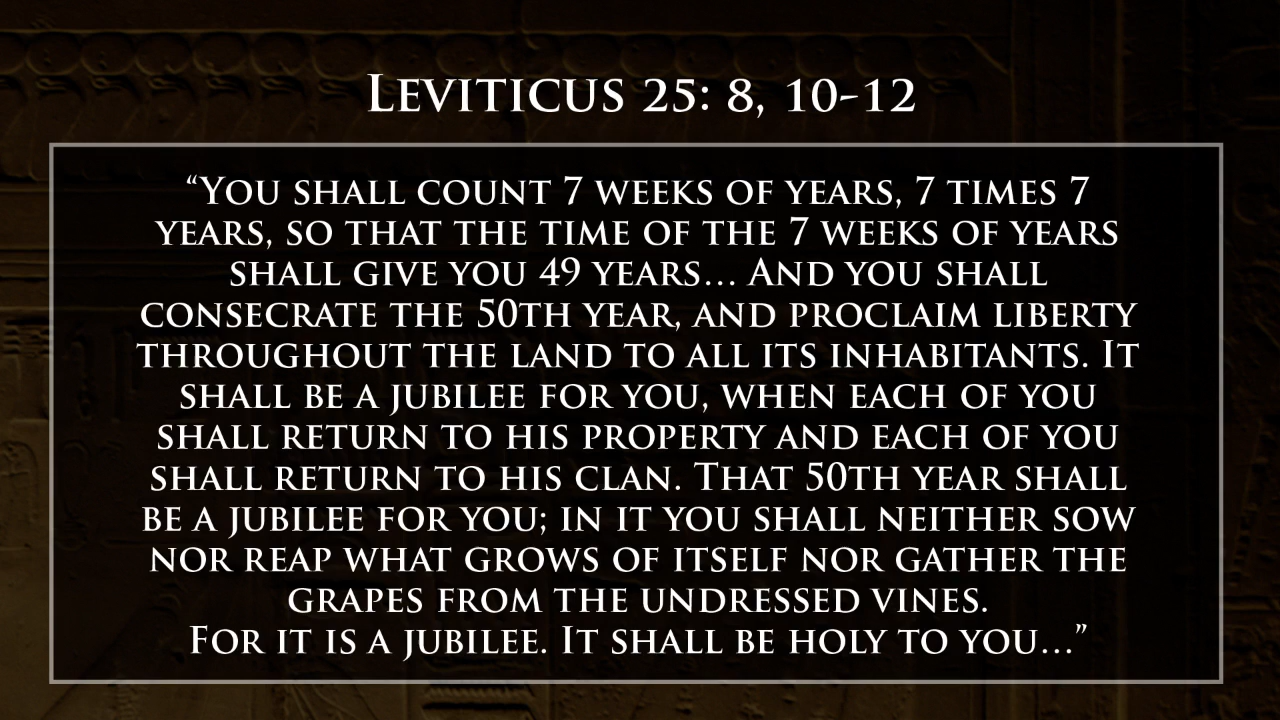 Leviticus 25: 8, 10-12
“You shall count 7 weeks of years, 7 times 7
years, so that the time of the 7 weeks of years
shall give you 49 years… And you shall
consecrate the 50th year, and proclaim liberty
throughout the land to all its inhabitants. It
shall be a jubilee for you, when each of you
shall return to his property and each of you
shall return to his clan. That 50th year shall
be a jubilee for you; in it you shall neither sow
nor reap what grows of itself nor gather the
grapes from the undressed vines.
For it is a jubilee. It shall be holy to you…”